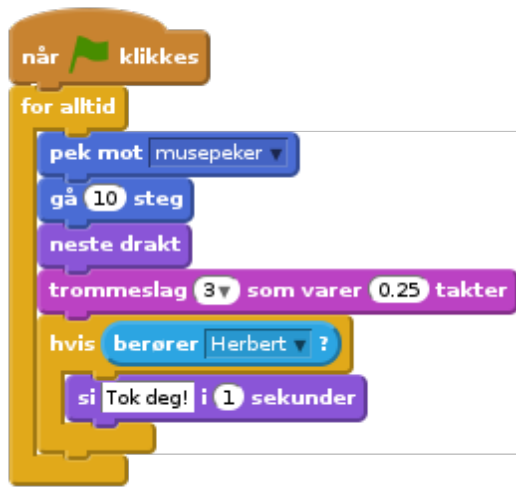 når klikkes
for alltid
pek mot musepeker
gå 10 steg
neste drakt
trommeslag 3 som varer 0.25 takter
hvis berører Herbert ?
si Tok deg! i 1 sekunder